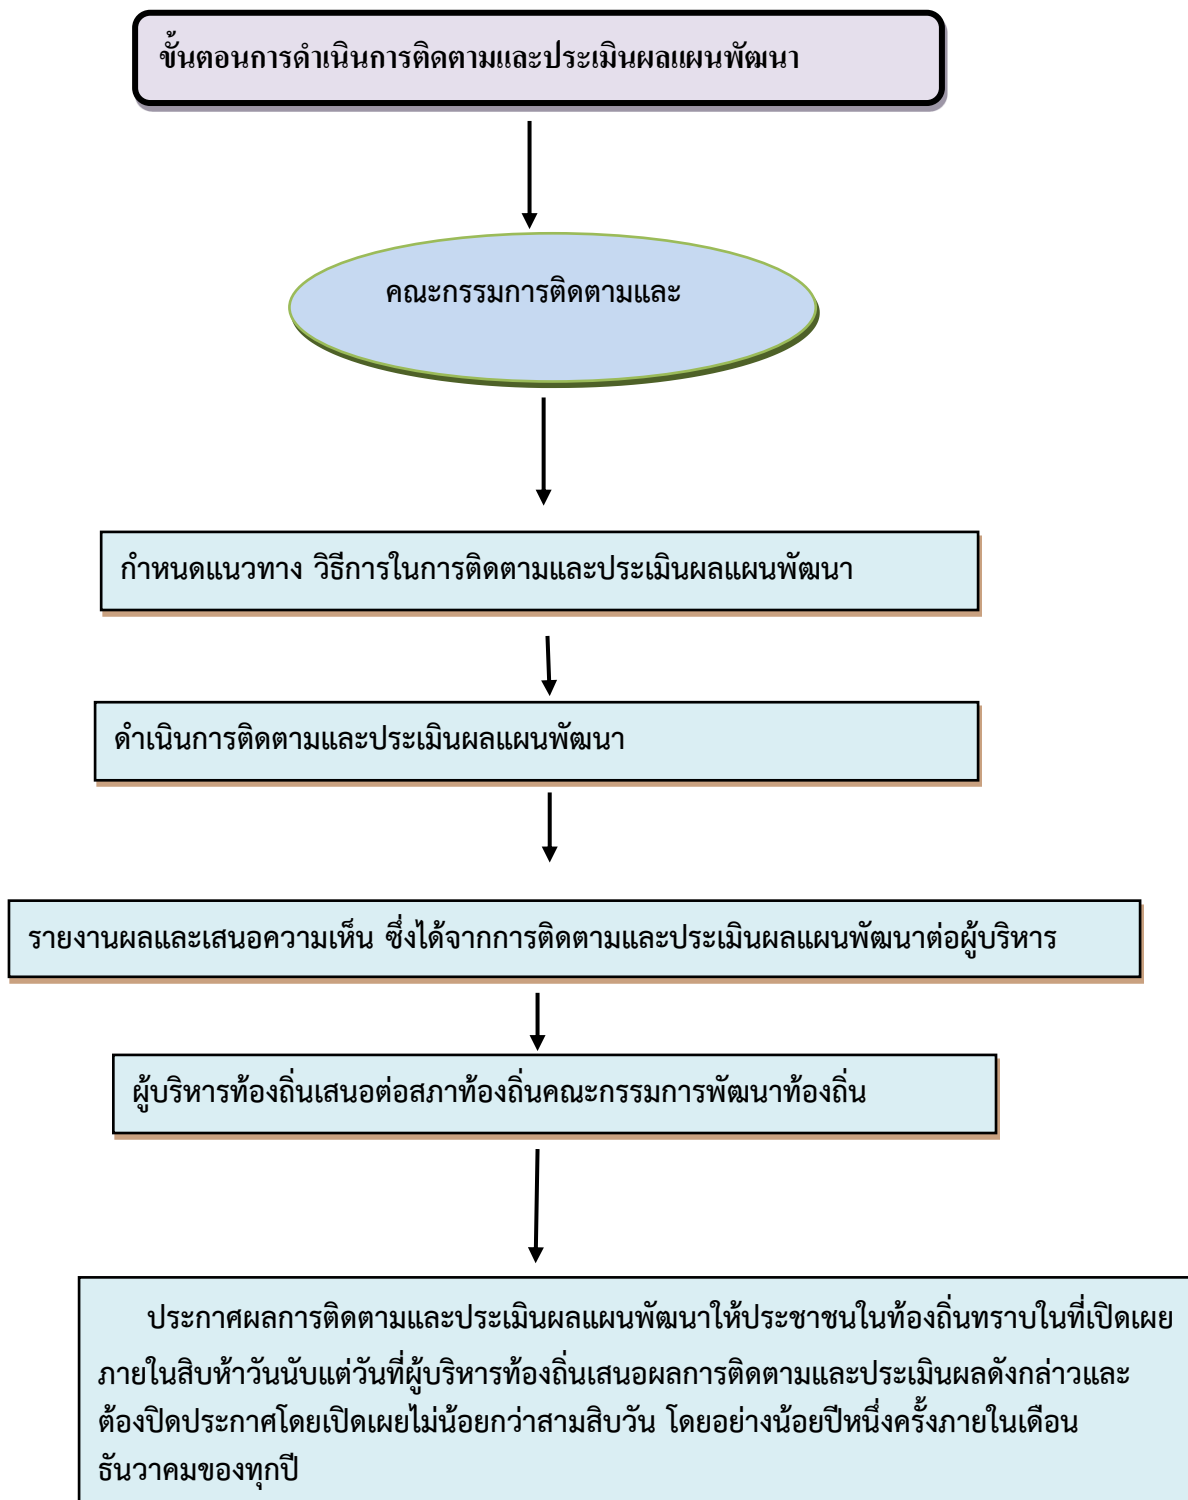 ขั้นตอนการดำเนินการติดตามและประเมินผลแผนพัฒนา
คณะกรรมการติดตามและ
กำหนดแนวทาง วิธีการในการติดตามและประเมินผลแผนพัฒนา
ดำเนินการติดตามและประเมินผลแผนพัฒนา
รายงานผลและเสนอความเห็น ซึ่งได้จากการติดตามและประเมินผลแผนพัฒนาต่อผู้บริหาร
ผู้บริหารท้องถิ่นเสนอต่อสภาท้องถิ่นคณะกรรมการพัฒนาท้องถิ่น
ประกาศผลการติดตามและประเมินผลแผนพัฒนาให้ประชาชนในท้องถิ่นทราบในที่เปิดเผย
ภายในสิบห้าวันนับแต่วันที่ผู้บริหารท้องถิ่นเสนอผลการติดตามและประเมินผลดังกล่าวและ
ต้องปิดประกาศโดยเปิดเผยไม่น้อยกว่าสามสิบวัน โดยอย่างน้อยปีหนึ่งครั้งภายในเดือน
ธันวาคมของทุกปี